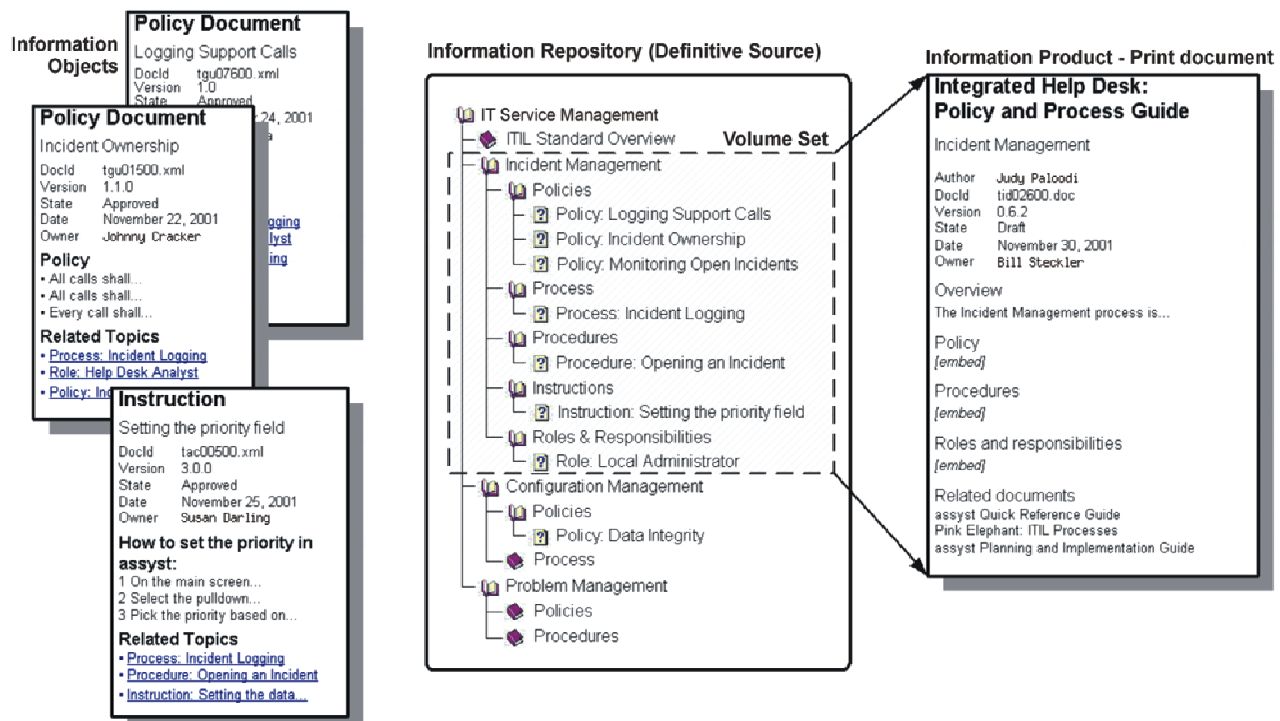 Information
Objects
Policy Document
Logging Support Calls
DocId tgu07600.xml
Version 1.0
State Approved
24, 2001
gging
lyst
ing
Policy Document
Incident Ownership
DocId tgu01500.xml
Version 1.1.0
State Approved
Date November 22, 2001
Owner Johnny Cracker
Policy
• All calls shall...
• All calls shall...
• Every call shall...
Related Topics
• Process: Incident Logging
• Role: Help Desk Analyst
• Policy: Inc
Instruction
Setting the priority field
DocId tac00500.xml
Version 3.0.0
State Approved
Date November 25, 2001
Owner Susan Darling
How to set the priority in
assyst:
1 On the main screen...
2 Select the pulldown...
3 Pick the priority based on...
Related Topics
• Process: Incident Logging
• Procedure: Opening an Incident
• Instruction: Setting the data...
Information Repository (Definitive Source)
IT Service Management
ITIL Standard Overview
Volume Set
Incident Management
Policies
Policy: Logging Support Calls
Policy: Incident Ownership
Policy: Monitoring Open Incidents
Process
Process: Incident Logging
Procedures
Procedure: Opening an Incident
Instructions
Instruction: Setting the priority field
Roles & Responsibilities
Role: Local Administrator
Configuration Management
Policies
Policy: Data Integrity
Process
Problem Management
Policies
Procedures
Information Product - Print document
Integrated Help Desk:
Policy and Process Guide
Incident Management
Author Judy Paloodi
DocId tid02600.doc
Version 0.6.2
State Draft
Date November 30, 2001
Owner Bill Steckler
Overview
The Incident Management process is...
Policy
[embed]
Procedures
[embed]
Roles and responsibilities
[embed]
Related documents
assyst Quick Reference Guide
Pink Elephant: ITIL Processes
assyst Planning and Implementation Guide